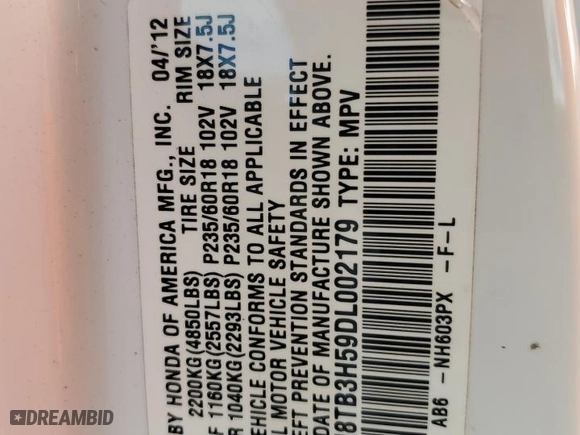 BY HONDA OF AMERICA MFG., INC. 04/'12
TIRE SIZE RIM SIZE
2200KG(4850LBS)
F 1160KG(2557LBS) P235/60R18 102V 18X7.5J
R 1040KG(2293LBS) P235/60R18 102V 18X7.5J
EHICLE CONFORMS TO ALL APPLICABLE
L MOTOR VEHICLE SAFETY
EFT PREVENTION STANDARDS IN EFFECT
DATE OF MANUFACTURE SHOWN ABOVE.
8TB3H59DL002179 TYPE: MPV
AB6 -NH603PX -F-L
DREAMBID